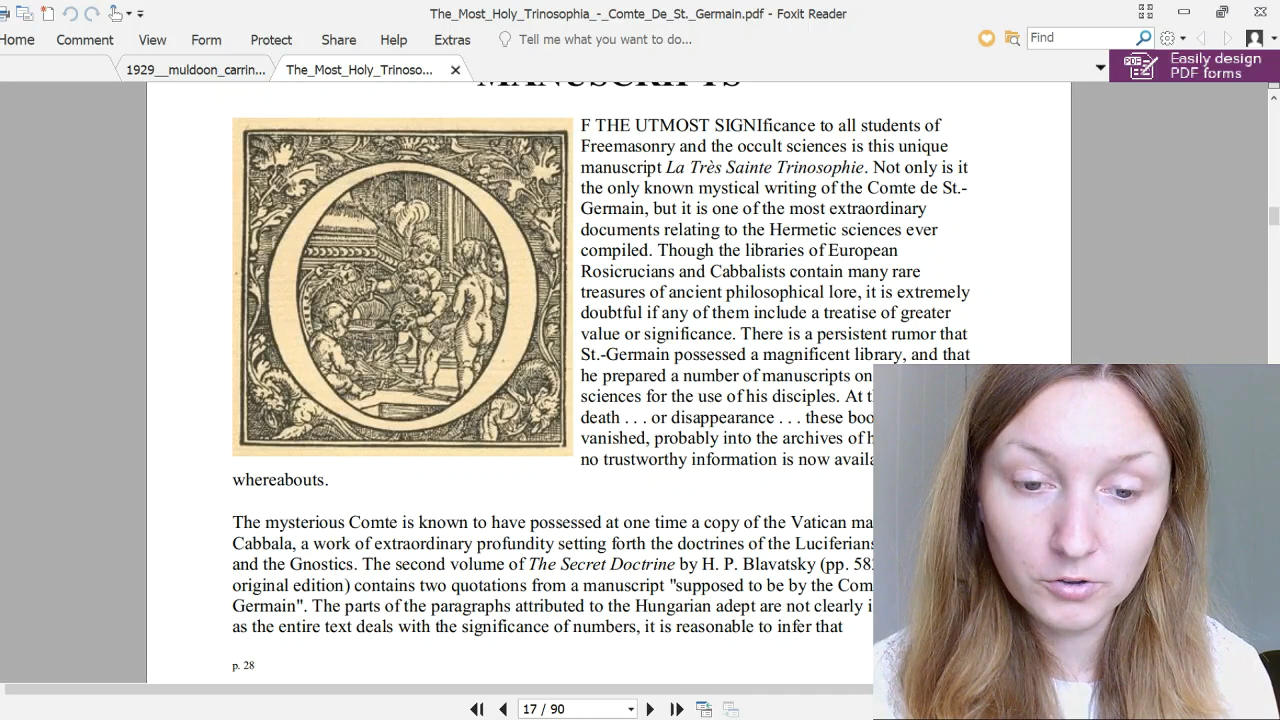 The_Most_Holy_Trinosophia_-_Comte_De_St._Germain.pdf - Foxit Reader
Home Comment View Form Protect Share Help Extras Tell me what you want to do... Find
1929__muldoon_carrin... The_Most_Holy_Trinoso... Easily design
PDF forms
MANUSCRIPTS
F THE UTMOST SIGNIficance to all students of
Freemasonry and the occult sciences is this unique
manuscript La Très Sainte Trinosophie. Not only is it
the only known mystical writing of the Comte de St.-
Germain, but it is one of the most extraordinary
documents relating to the Hermetic sciences ever
compiled. Though the libraries of European
Rosicrucians and Cabbalists contain many rare
treasures of ancient philosophical lore, it is extremely
doubtful if any of them include a treatise of greater
value or significance. There is a persistent rumor that
St.-Germain possessed a magnificent library, and that
he prepared a number of manuscripts on
sciences for the use of his disciples. At
death . . . or disappearance . . . these
vanished, probably into the archives of
no trustworthy information is now
whereabouts.
The mysterious Comte is known to have possessed at one time a copy of the Vatican
Cabbala, a work of extraordinary profundity setting forth the doctrines of the Luciferians
and the Gnostics. The second volume of The Secret Doctrine by H. P. Blavatsky (pp.
original edition) contains two quotations from a manuscript "supposed to be by the
Germain". The parts of the paragraphs attributed to the Hungarian adept are not clearly
as the entire text deals with the significance of numbers, it is reasonable to infer that
p. 28
17 / 90